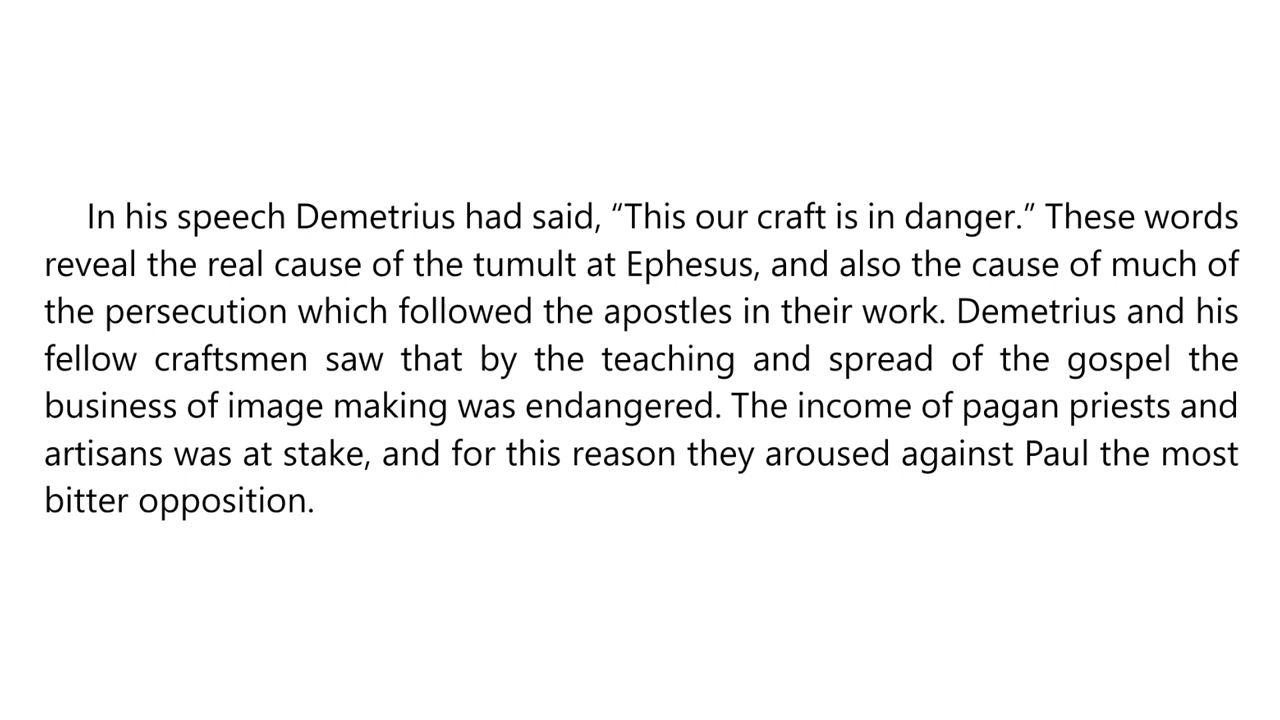 In his speech Demetrius had said, “This our craft is in danger.” These words
reveal the real cause of the tumult at Ephesus, and also the cause of much of
the persecution which followed the apostles in their work. Demetrius and his
fellow craftsmen saw that by the teaching and spread of the gospel the
business of image making was endangered. The income of pagan priests and
artisans was at stake, and for this reason they aroused against Paul the most
bitter opposition.